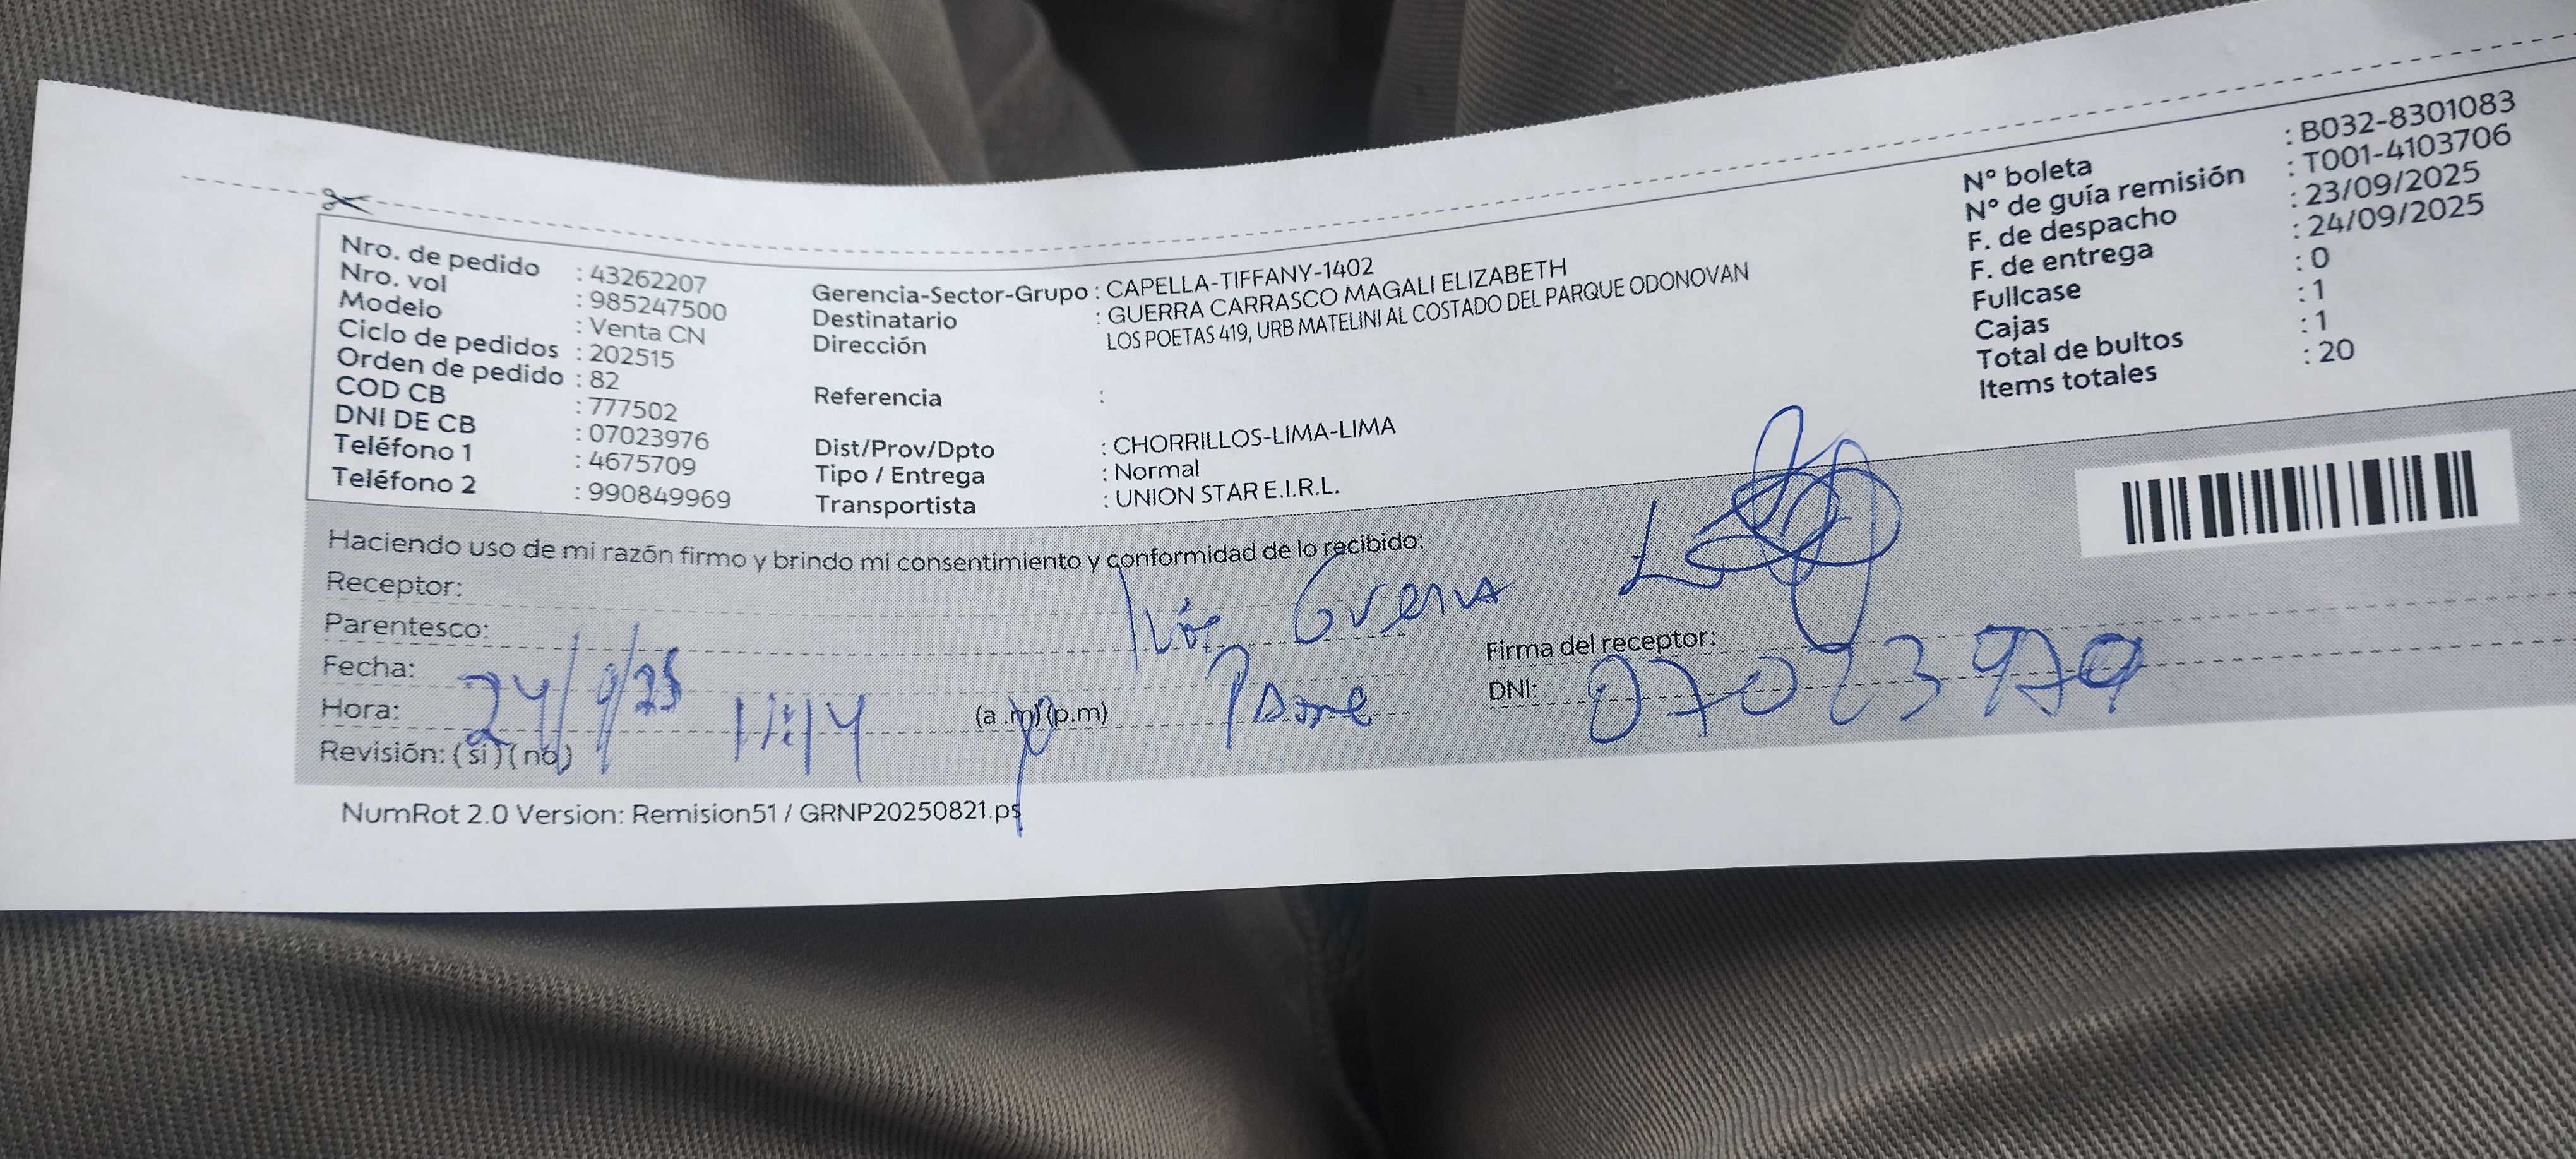 Nro. de pedido : 43262207
Nro. vol : 985247500
Modelo : Venta CN
Ciclo de pedidos : 202515
Orden de pedido : 82
COD CB : 777502
DNI DE CB : 07023976
Teléfono 1 : 4675709
Teléfono 2 : 990849969
Gerencia-Sector-Grupo : CAPELLA-TIFFANY-1402
Destinatario : GUERRA CARRASCO MAGALI ELIZABETH
Dirección LOS POETAS 419, URB MATELINI AL COSTADO DEL PARQUE ODONOVAN
Referencia :
Dist/Prov/Dpto : CHORRILLOS-LIMA-LIMA
Tipo / Entrega : Normal
Transportista : UNION STAR E.I.R.L.
N° boleta : B032-8301083
N° de guía remisión : T001-4103706
F. de despacho : 23/09/2025
F. de entrega : 24/09/2025
Fullcase : 0
Cajas : 1
Total de bultos : 1
Items totales : 20
Haciendo uso de mi razón firmo y brindo mi consentimiento y conformidad de lo recibido:
Receptor: Guerra
Parentesco:
Fecha: 24/9/25
Hora: 11:14 (a .m) (p.m)
Revisión: (si) (no)
Firma del receptor:
DNI:
NumRot 2.0 Version: Remision51 / GRNP20250821.ps